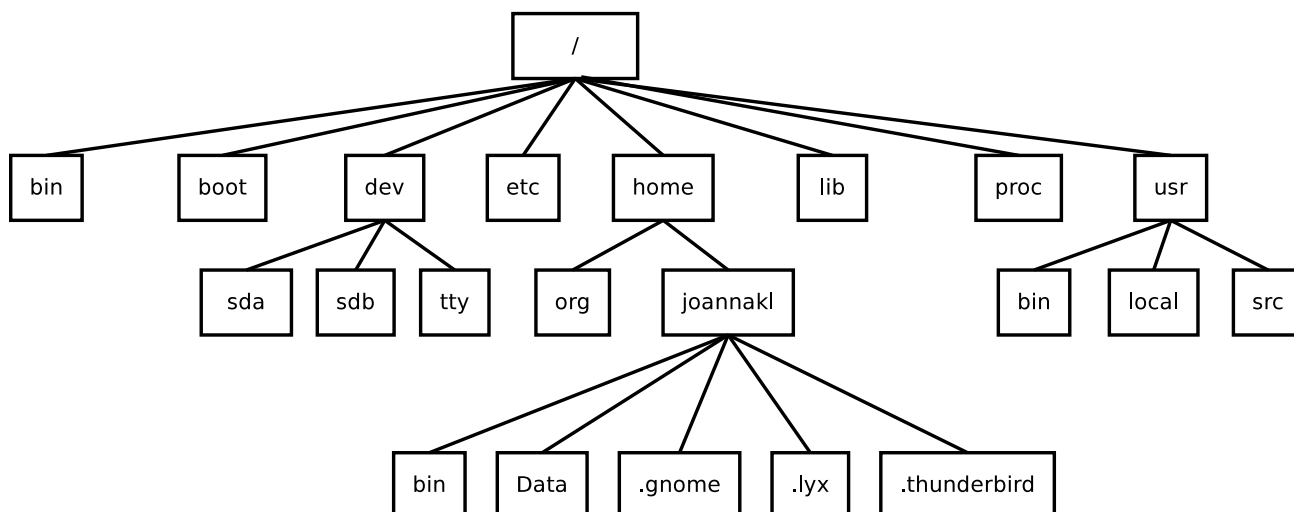 /
bin boot dev etc home lib proc usr
sda sdb tty org joannakl bin local src
bin Data .gnome .lyx .thunderbird